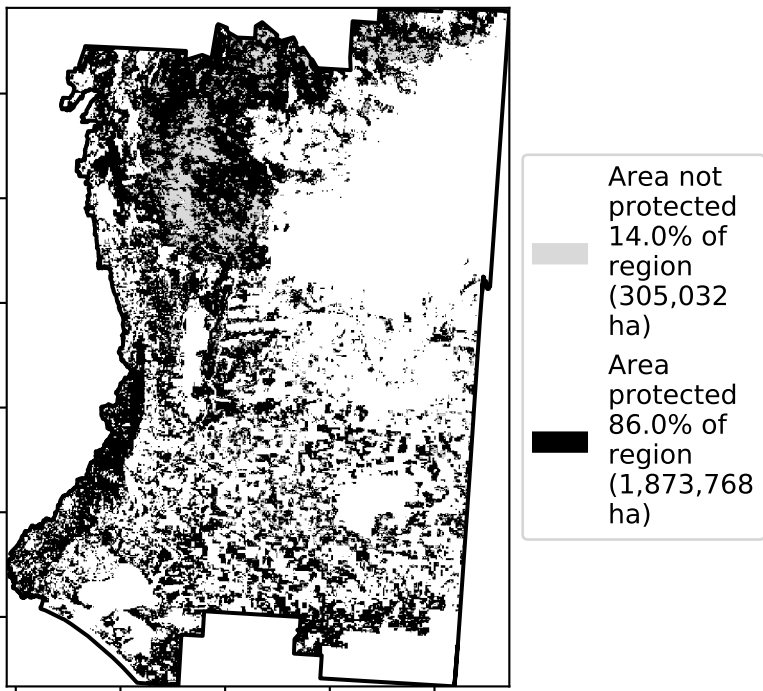 Area not
protected
14.0% of
region
(305,032
ha)
Area
protected
86.0% of
region
(1,873,768
ha)